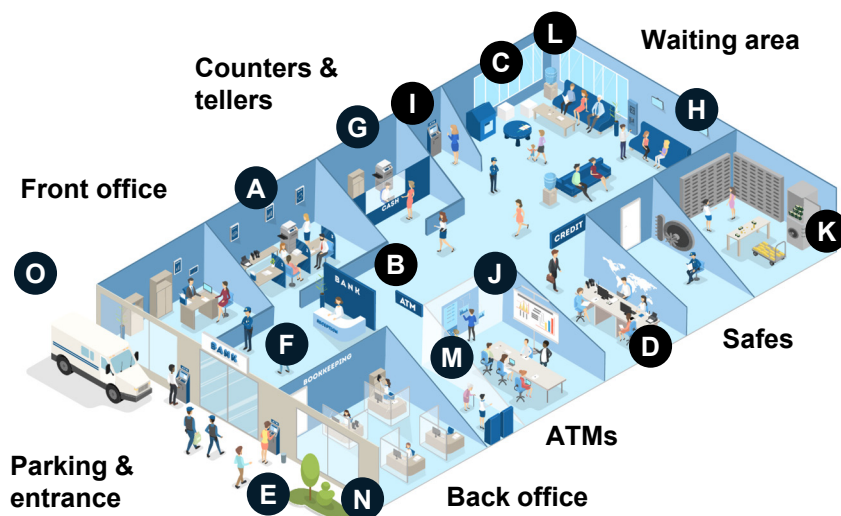 L
Waiting area
C
Counters &
tellers
I
H
G
A
Front office
CASH
K
CREDIT
O
B
J
BANK
ATM
Safes
D
BANK
F
M
BOOKKEEPING
ATMs
Parking &
entrance
E
N
Back office